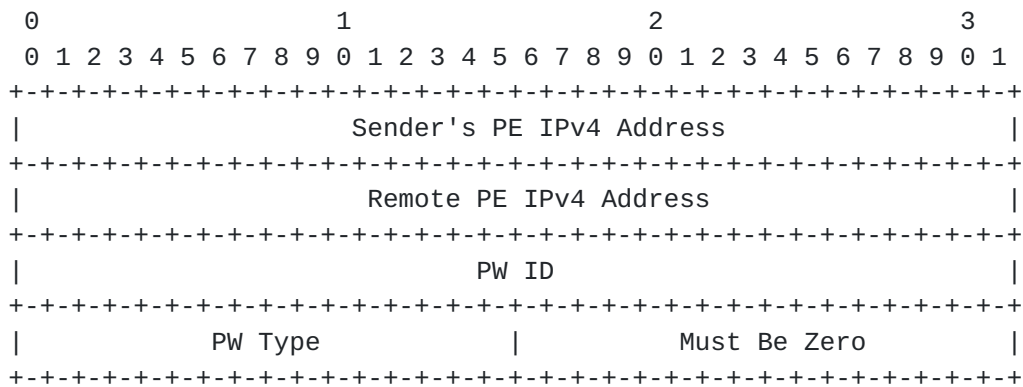 0                   1                   2                   3
 0 1 2 3 4 5 6 7 8 9 0 1 2 3 4 5 6 7 8 9 0 1 2 3 4 5 6 7 8 9 0 1
+-+-+-+-+-+-+-+-+-+-+-+-+-+-+-+-+-+-+-+-+-+-+-+-+-+-+-+-+-+-+-+-+
|                     Sender's PE IPv4 Address                  |
+-+-+-+-+-+-+-+-+-+-+-+-+-+-+-+-+-+-+-+-+-+-+-+-+-+-+-+-+-+-+-+-+
|                      Remote PE IPv4 Address                   |
+-+-+-+-+-+-+-+-+-+-+-+-+-+-+-+-+-+-+-+-+-+-+-+-+-+-+-+-+-+-+-+-+
|                             PW ID                             |
+-+-+-+-+-+-+-+-+-+-+-+-+-+-+-+-+-+-+-+-+-+-+-+-+-+-+-+-+-+-+-+-+
|            PW Type            |          Must Be Zero         |
+-+-+-+-+-+-+-+-+-+-+-+-+-+-+-+-+-+-+-+-+-+-+-+-+-+-+-+-+-+-+-+-+